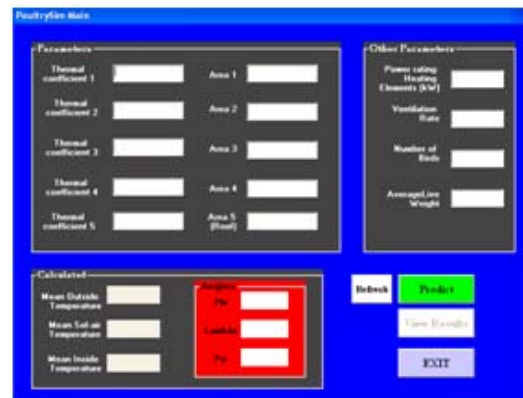 PoultrySim Main
Parameters
Thermal
coefficient 1
Area 1
Thermal
coefficient 2
Area 2
Thermal
coefficient 3
Area 3
Thermal
coefficient 4
Area 4
Thermal
coefficient 5
Area 5
(Roof)
Other Parameters
Power rating
Heating
Elements (kW)
Ventilation
Rate
Number of
Birds
AverageLive
Weight
Calculated
Mean Outside
Temperature
Mean Sol-air
Temperature
Mean Inside
Temperature
Angles
Phi
Lambda
Psi
Refresh
Predict
View Results
EXIT